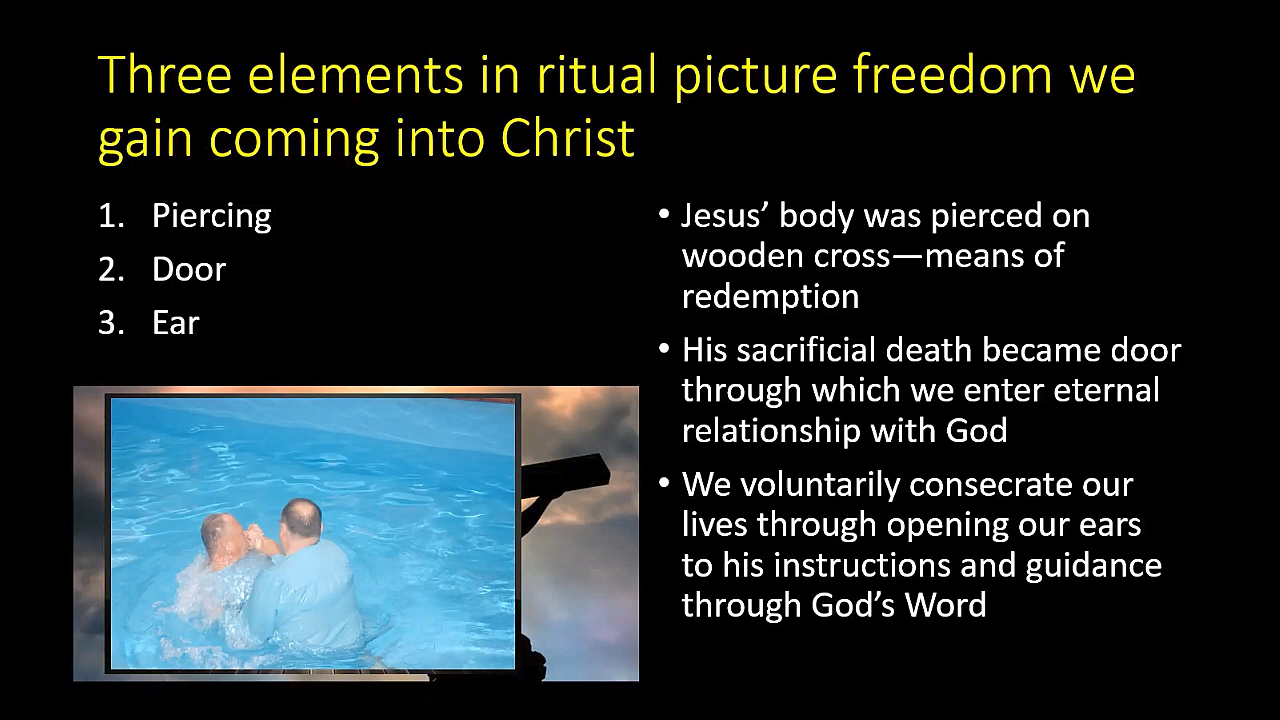 Three elements in ritual picture freedom we
gain coming into Christ
1. Piercing
2. Door
3. Ear
• Jesus’ body was pierced on
wooden cross—means of
redemption
• His sacrificial death became door
through which we enter eternal
relationship with God
• We voluntarily consecrate our
lives through opening our ears
to his instructions and guidance
through God’s Word